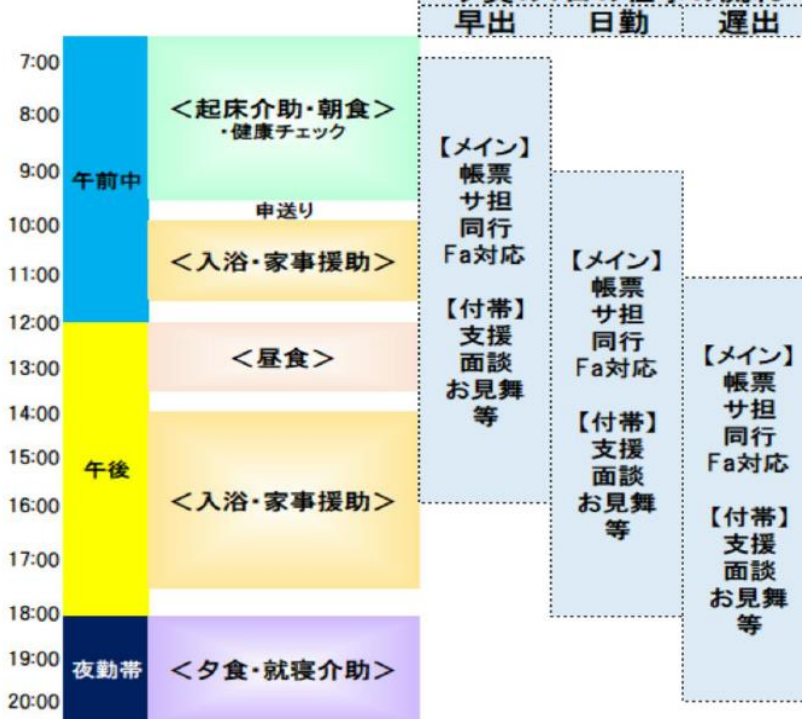 早出 日勤 遅出
7:00
8:00
9:00
10:00
11:00
12:00
13:00
14:00
15:00
16:00
17:00
18:00
19:00
20:00
午前中
午後
夜勤帯
<起床介助・朝食>
・健康チェック
申送り
<入浴・家事援助>
<昼食>
<入浴・家事援助>
<夕食・就寝介助>
【メイン】
帳票
サ担
同行
Fa対応
【付帯】
支援
面談
お見舞
等
【メイン】
帳票
サ担
同行
Fa対応
【付帯】
支援
面談
お見舞
等
【メイン】
帳票
サ担
同行
Fa対応
【付帯】
支援
面談
お見舞
等